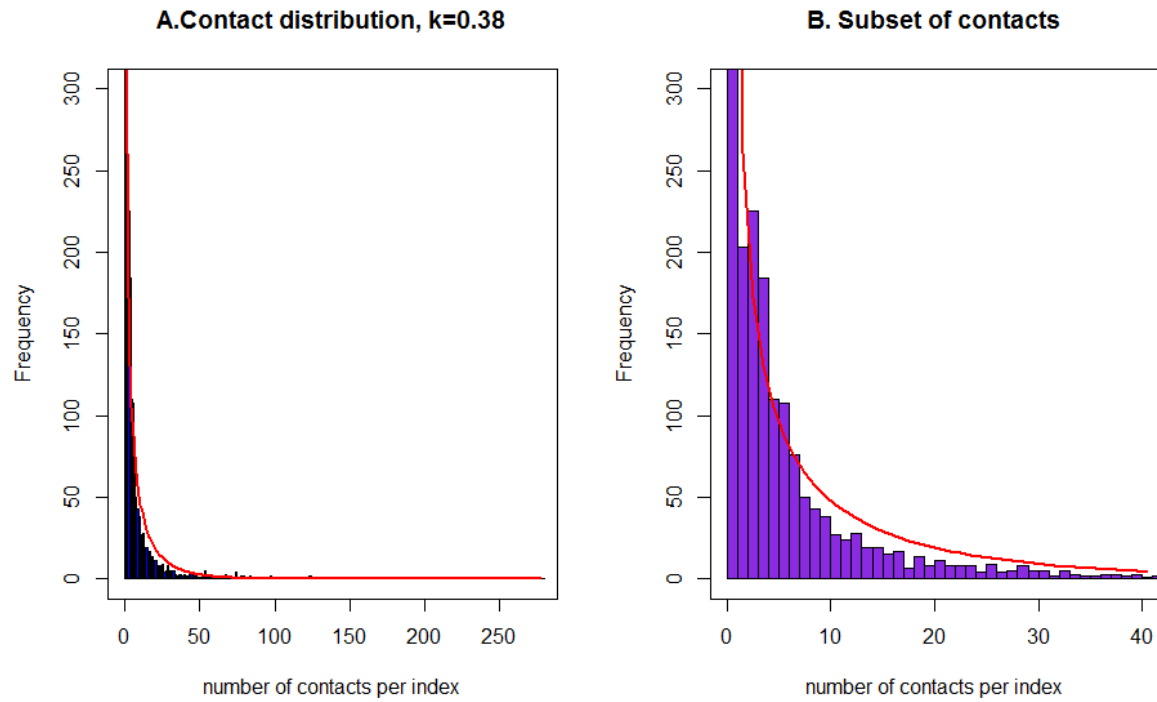 A.Contact distribution, k=0.38
300
250
200
150
100
50
0
Frequency
0 50 100 150 200 250
number of contacts per index
B. Subset of contacts
300
250
200
150
100
50
0
Frequency
0 10 20 30 40
number of contacts per index